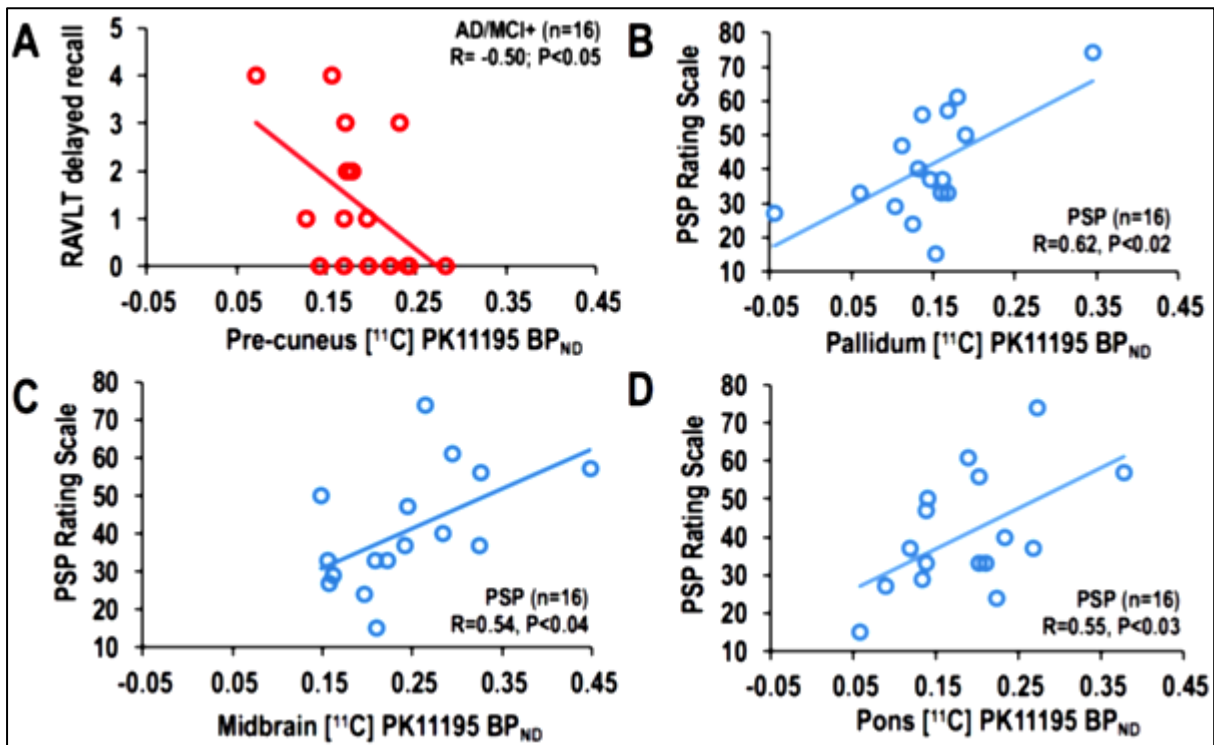 A
AD/MCI+ (n=16)
R= -0.50; P<0.05
RAVLT delayed recall
5
4
3
2
1
0
-0.05 0.05 0.15 0.25 0.35 0.45
Pre-cuneus [¹¹C] PK11195 BP_ND
B
PSP Rating Scale
80
70
60
50
40
30
20
10
PSP (n=16)
R=0.62, P<0.02
-0.05 0.05 0.15 0.25 0.35 0.45
Pallidum [¹¹C] PK11195 BP_ND
C
PSP Rating Scale
80
70
60
50
40
30
20
10
PSP (n=16)
R=0.54, P<0.04
-0.05 0.05 0.15 0.25 0.35 0.45
Midbrain [¹¹C] PK11195 BP_ND
D
PSP Rating Scale
80
70
60
50
40
30
20
10
PSP (n=16)
R=0.55, P<0.03
-0.05 0.05 0.15 0.25 0.35 0.45
Pons [¹¹C] PK11195 BP_ND